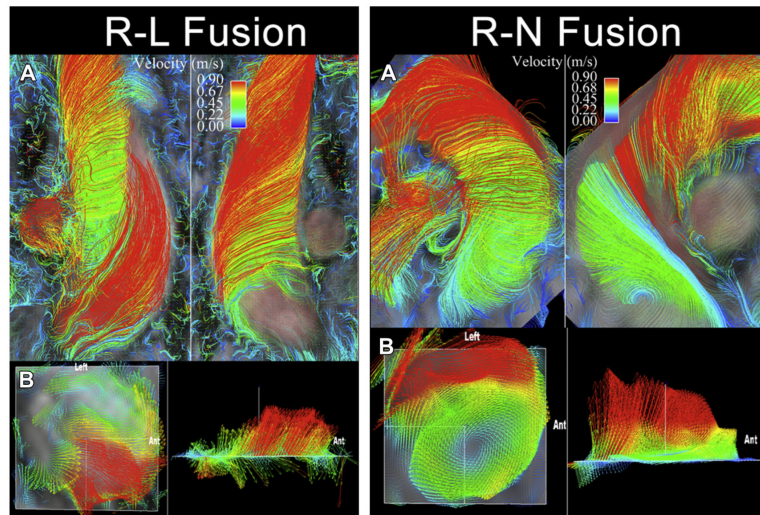 R-L Fusion
A
Velocity (m/s)
0.90
0.67
0.45
0.22
0.00
B
Left
Ant
Ant
R-N Fusion
A
Velocity (m/s)
0.90
0.68
0.45
0.22
0.00
B
Left
Ant
Ant